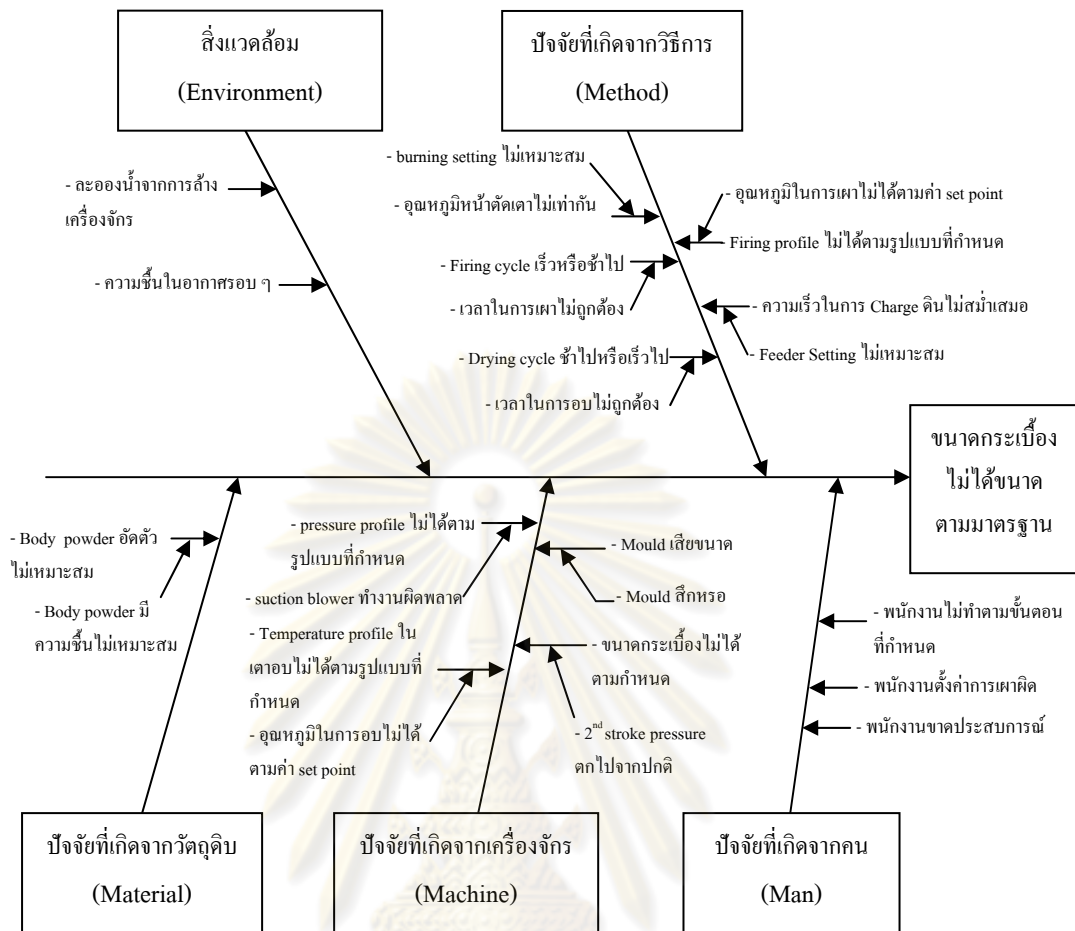 สิ่งแวดล้อม
(Environment)
ปัจจัยที่เกิดจากวิธีการ
(Method)
- ละอองน้ำจากการล้าง
เครื่องจักร
- ความชื้นในอากาศรอบ ๆ
- burning setting ไม่เหมาะสม
- อุณหภูมิหน้าตัดเตาไม่เท่ากัน
- Firing cycle เร็วหรือช้าไป
- เวลาในการเผาไม่ถูกต้อง
- Drying cycle ช้าไปหรือเร็วไป
- เวลาในการอบไม่ถูกต้อง
- อุณหภูมิในการเผาไม่ได้ตามค่า set point
- Firing profile ไม่ได้ตามรูปแบบที่กำหนด
- ความเร็วในการ Charge ดินไม่สม่ำเสมอ
- Feeder Setting ไม่เหมาะสม
ขนาดกระเบื้อง
ไม่ได้ขนาด
ตามมาตรฐาน
- Body powder อัดตัว
ไม่เหมาะสม
- Body powder มี
ความชื้นไม่เหมาะสม
- pressure profile ไม่ได้ตาม
รูปแบบที่กำหนด
- suction blower ทำงานผิดพลาด
- Temperature profile ใน
เตาอบไม่ได้ตามรูปแบบที่
กำหนด
- อุณหภูมิในการอบไม่ได้
ตามค่า set point
- Mould เสียขนาด
- Mould สึกหรอ
- ขนาดกระเบื้องไม่ได้
ตามกำหนด
- 2nd stroke pressure
ตกไปจากปกติ
- พนักงานไม่ทำตามขั้นตอน
ที่กำหนด
- พนักงานตั้งค่าการเผาผิด
- พนักงานขาดประสบการณ์
ปัจจัยที่เกิดจากวัตถุดิบ
(Material)
ปัจจัยที่เกิดจากเครื่องจักร
(Machine)
ปัจจัยที่เกิดจากคน
(Man)